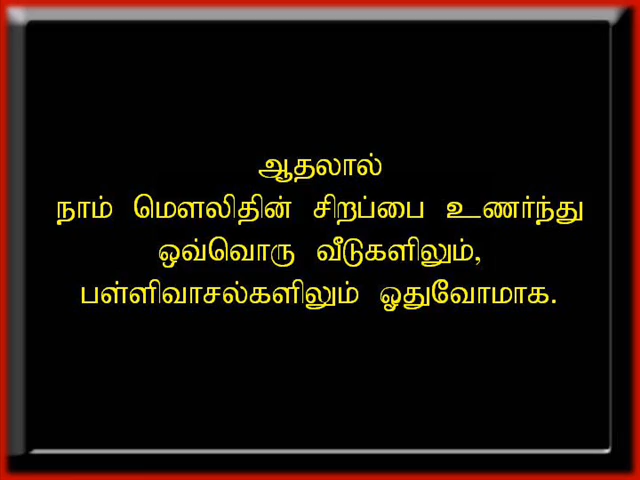 ஆதலால்
நாம் மௌலிதின் சிறப்பை உணர்ந்து
ஒவ்வொரு வீடுகளிலும்,
பள்ளிவாசல்களிலும் ஓதுவோமாக.